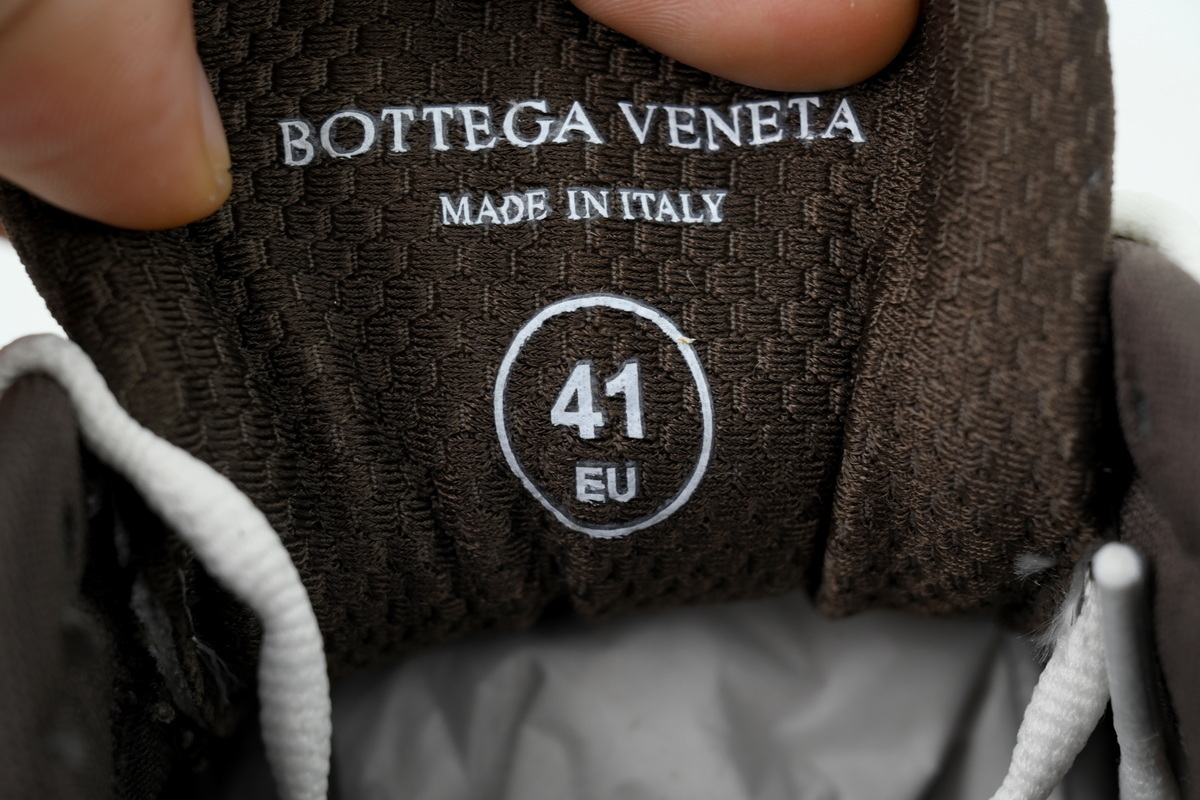 BOTTEGA VENETA
MADE IN ITALY
41
EU